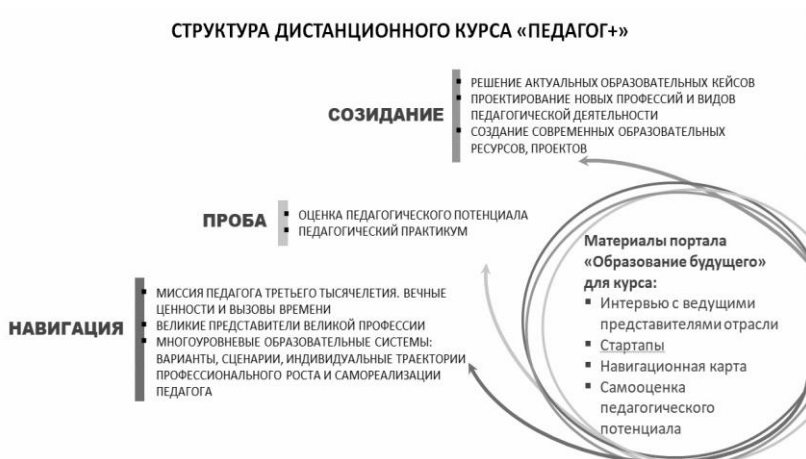 СТРУКТУРА ДИСТАНЦИОННОГО КУРСА «ПЕДАГОГ+»
СОЗИДАНИЕ
▪ РЕШЕНИЕ АКТУАЛЬНЫХ ОБРАЗОВАТЕЛЬНЫХ КЕЙСОВ
▪ ПРОЕКТИРОВАНИЕ НОВЫХ ПРОФЕССИЙ И ВИДОВ
ПЕДАГОГИЧЕСКОЙ ДЕЯТЕЛЬНОСТИ
▪ СОЗДАНИЕ СОВРЕМЕННЫХ ОБРАЗОВАТЕЛЬНЫХ
РЕСУРСОВ, ПРОЕКТОВ
ПРОБА
▪ ОЦЕНКА ПЕДАГОГИЧЕСКОГО ПОТЕНЦИАЛА
▪ ПЕДАГОГИЧЕСКИЙ ПРАКТИКУМ
НАВИГАЦИЯ
▪ МИССИЯ ПЕДАГОГА ТРЕТЬЕГО ТЫСЯЧЕЛЕТИЯ. ВЕЧНЫЕ
ЦЕННОСТИ И ВЫЗОВЫ ВРЕМЕНИ
▪ ВЕЛИКИЕ ПРЕДСТАВИТЕЛИ ВЕЛИКОЙ ПРОФЕССИИ
▪ МНОГОУРОВНЕВЫЕ ОБРАЗОВАТЕЛЬНЫЕ СИСТЕМЫ:
ВАРИАНТЫ, СЦЕНАРИИ, ИНДИВИДУАЛЬНЫЕ ТРАЕКТОРИИ
ПРОФЕССИОНАЛЬНОГО РОСТА И САМОРЕАЛИЗАЦИИ
ПЕДАГОГА
Материалы портала
«Образование будущего»
для курса:
▪ Интервью с ведущими
представителями отрасли
▪ Стартапы
▪ Навигационная карта
▪ Самооценка
педагогического
потенциала